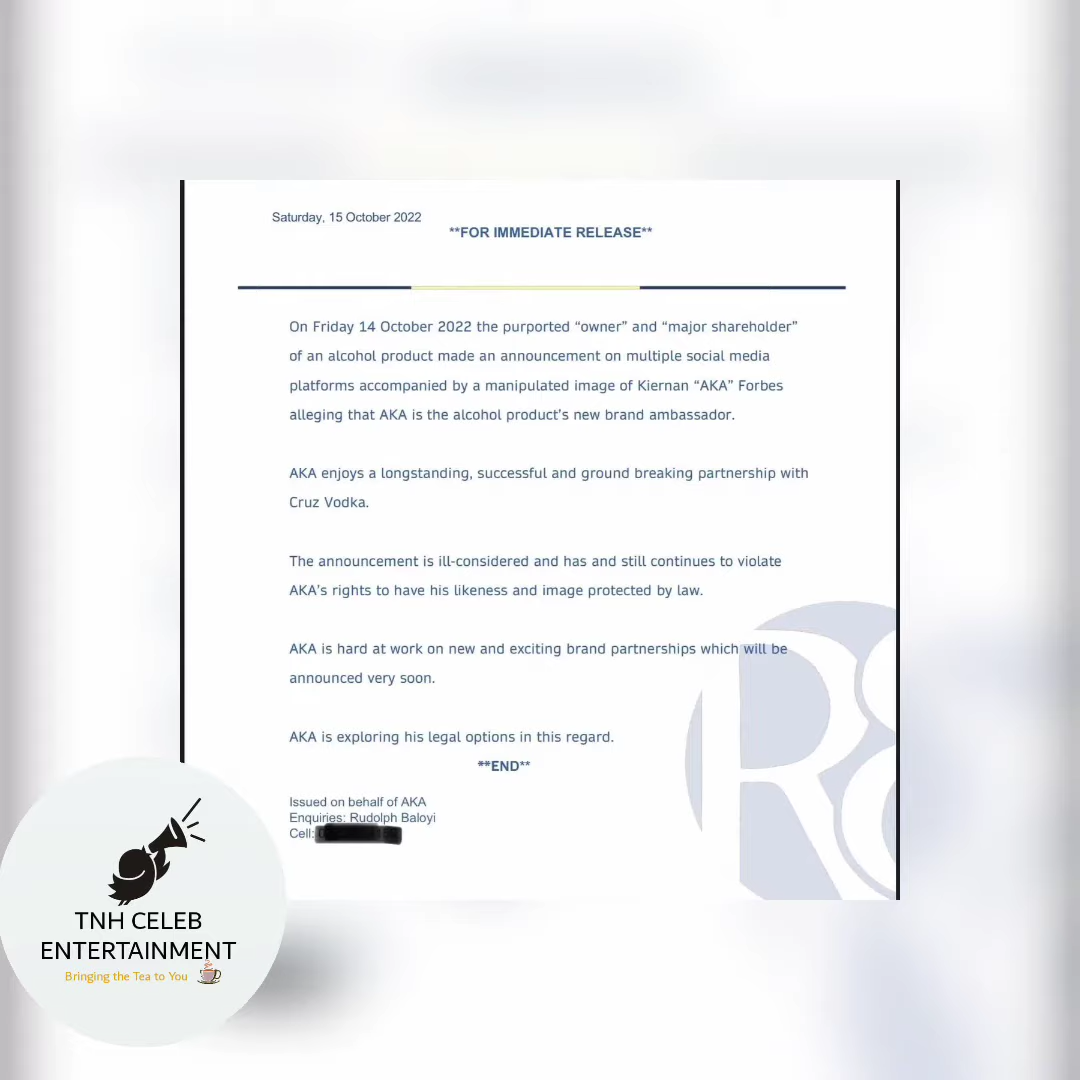 Saturday, 15 October 2022
**FOR IMMEDIATE RELEASE**
On Friday 14 October 2022 the purported “owner” and “major shareholder”
of an alcohol product made an announcement on multiple social media
platforms accompanied by a manipulated image of Kiernan “AKA” Forbes
alleging that AKA is the alcohol product’s new brand ambassador.
AKA enjoys a longstanding, successful and ground breaking partnership with
Cruz Vodka.
The announcement is ill-considered and has and still continues to violate
AKA’s rights to have his likeness and image protected by law.
AKA is hard at work on new and exciting brand partnerships which will be
announced very soon.
AKA is exploring his legal options in this regard.
**END**
Issued on behalf of AKA
Enquiries: Rudolph Baloyi
Cell:
TNH CELEB
ENTERTAINMENT
Bringing the Tea to You